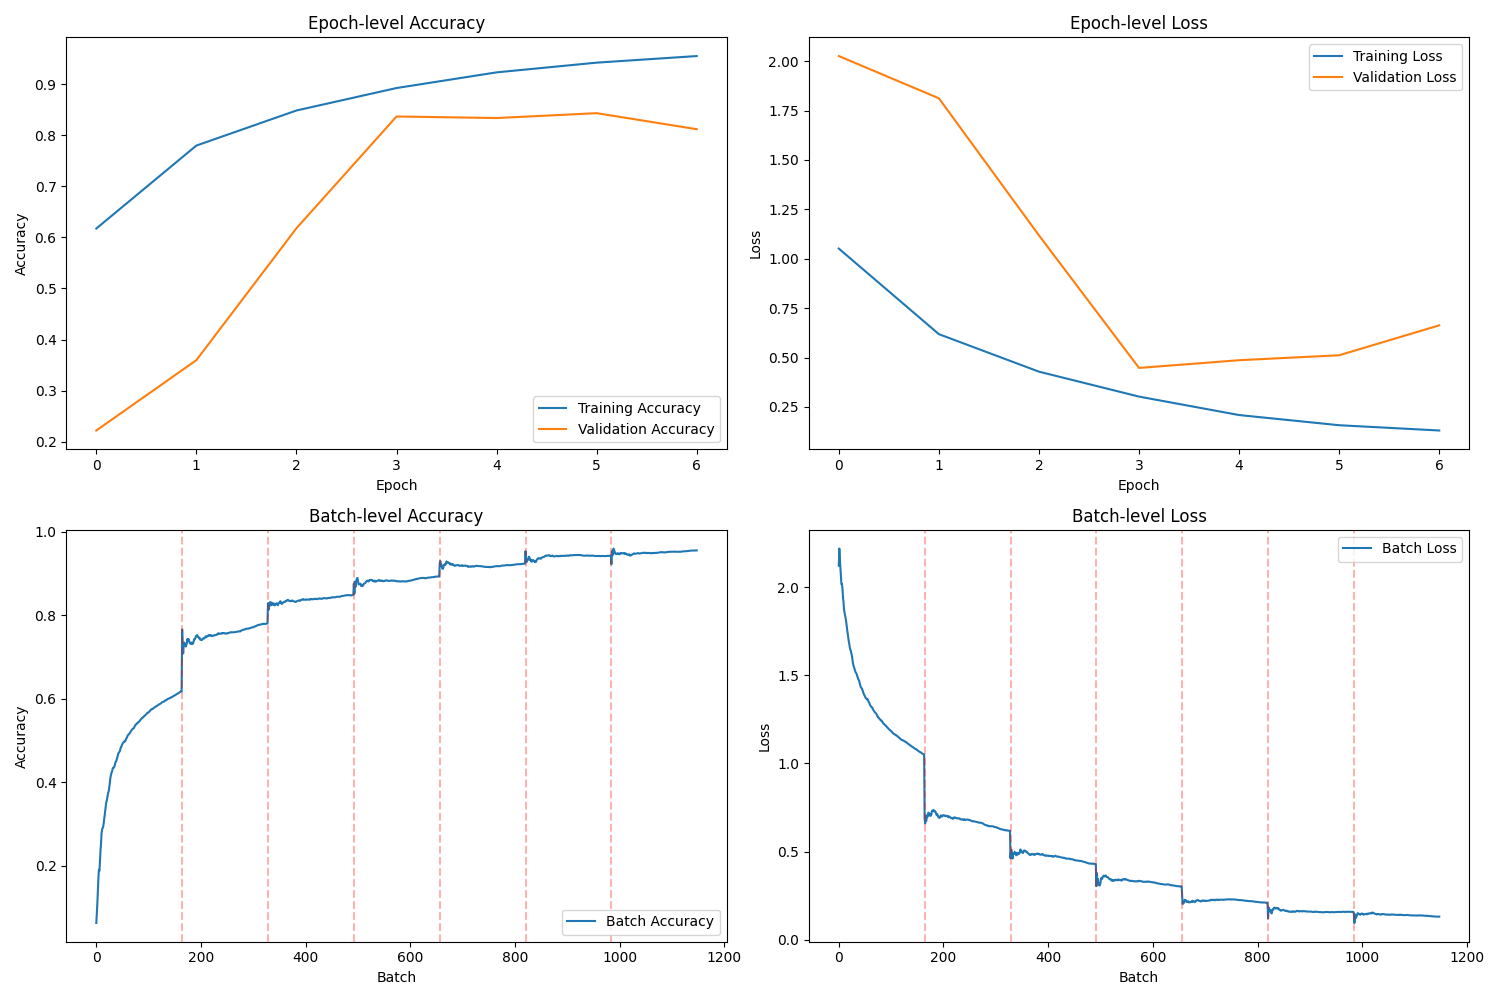 Epoch-level Accuracy
Accuracy
0.9
0.8
0.7
0.6
0.5
0.4
0.3
0.2
Training Accuracy
Validation Accuracy
0 1 2 3 4 5 6
Epoch
Epoch-level Loss
Loss
2.00
1.75
1.50
1.25
1.00
0.75
0.50
0.25
Training Loss
Validation Loss
0 1 2 3 4 5 6
Epoch
Batch-level Accuracy
Accuracy
1.0
0.8
0.6
0.4
0.2
Batch Accuracy
0 200 400 600 800 1000 1200
Batch
Batch-level Loss
Loss
2.0
1.5
1.0
0.5
0.0
Batch Loss
0 200 400 600 800 1000 1200
Batch